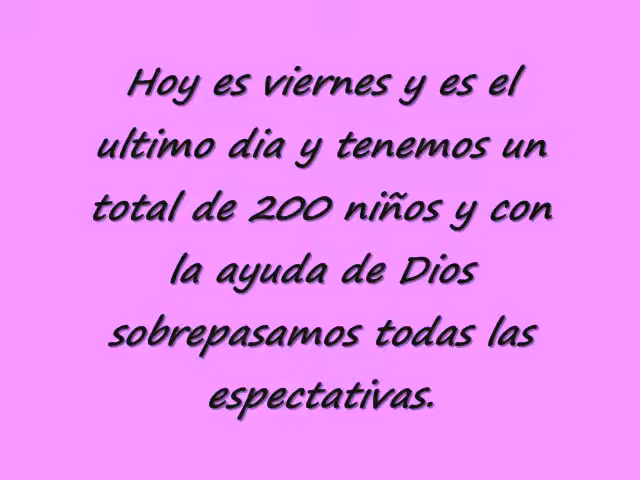 Hoy es viernes y es el
ultimo dia y tenemos un
total de 200 niños y con
la ayuda de Dios
sobrepasamos todas las
espectativas.